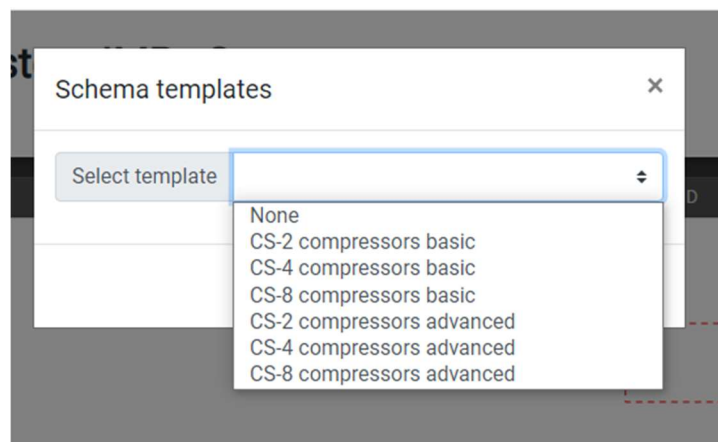 Schema templates
×
Select template
None
CS-2 compressors basic
CS-4 compressors basic
CS-8 compressors basic
CS-2 compressors advanced
CS-4 compressors advanced
CS-8 compressors advanced